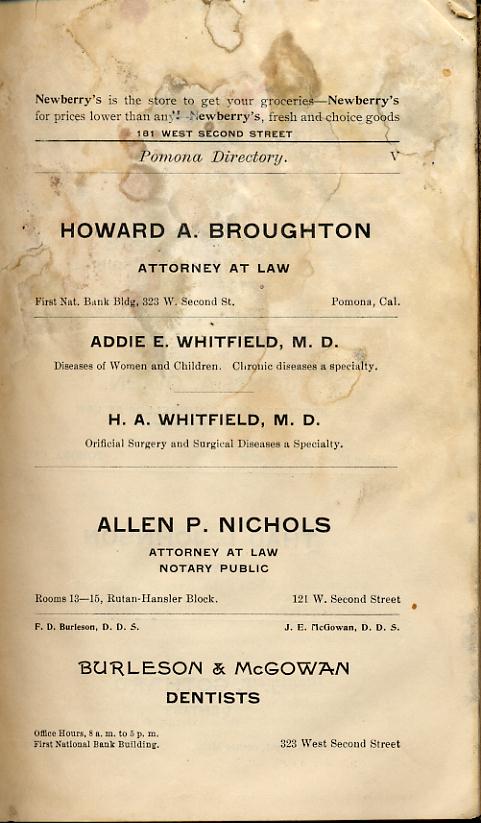 Newberry's is the store to get your groceries—Newberry's
for prices lower than any—Newberry's, fresh and choice goods
181 WEST SECOND STREET
Pomona Directory. V
HOWARD A. BROUGHTON
ATTORNEY AT LAW
First Nat. Bank Bldg, 323 W. Second St. Pomona, Cal.
ADDIE E. WHITFIELD, M. D.
Diseases of Women and Children. Chronic diseases a specialty.
H. A. WHITFIELD, M. D.
Orificial Surgery and Surgical Diseases a Specialty.
ALLEN P. NICHOLS
ATTORNEY AT LAW
NOTARY PUBLIC
Rooms 13—15, Rutan-Hansler Block. 121 W. Second Street
F. D. Burleson, D. D. S. J. E. McGowan, D. D. S.
BURLESON & McGOWAN
DENTISTS
Office Hours, 8 a. m. to 5 p. m.
First National Bank Building. 323 West Second Street